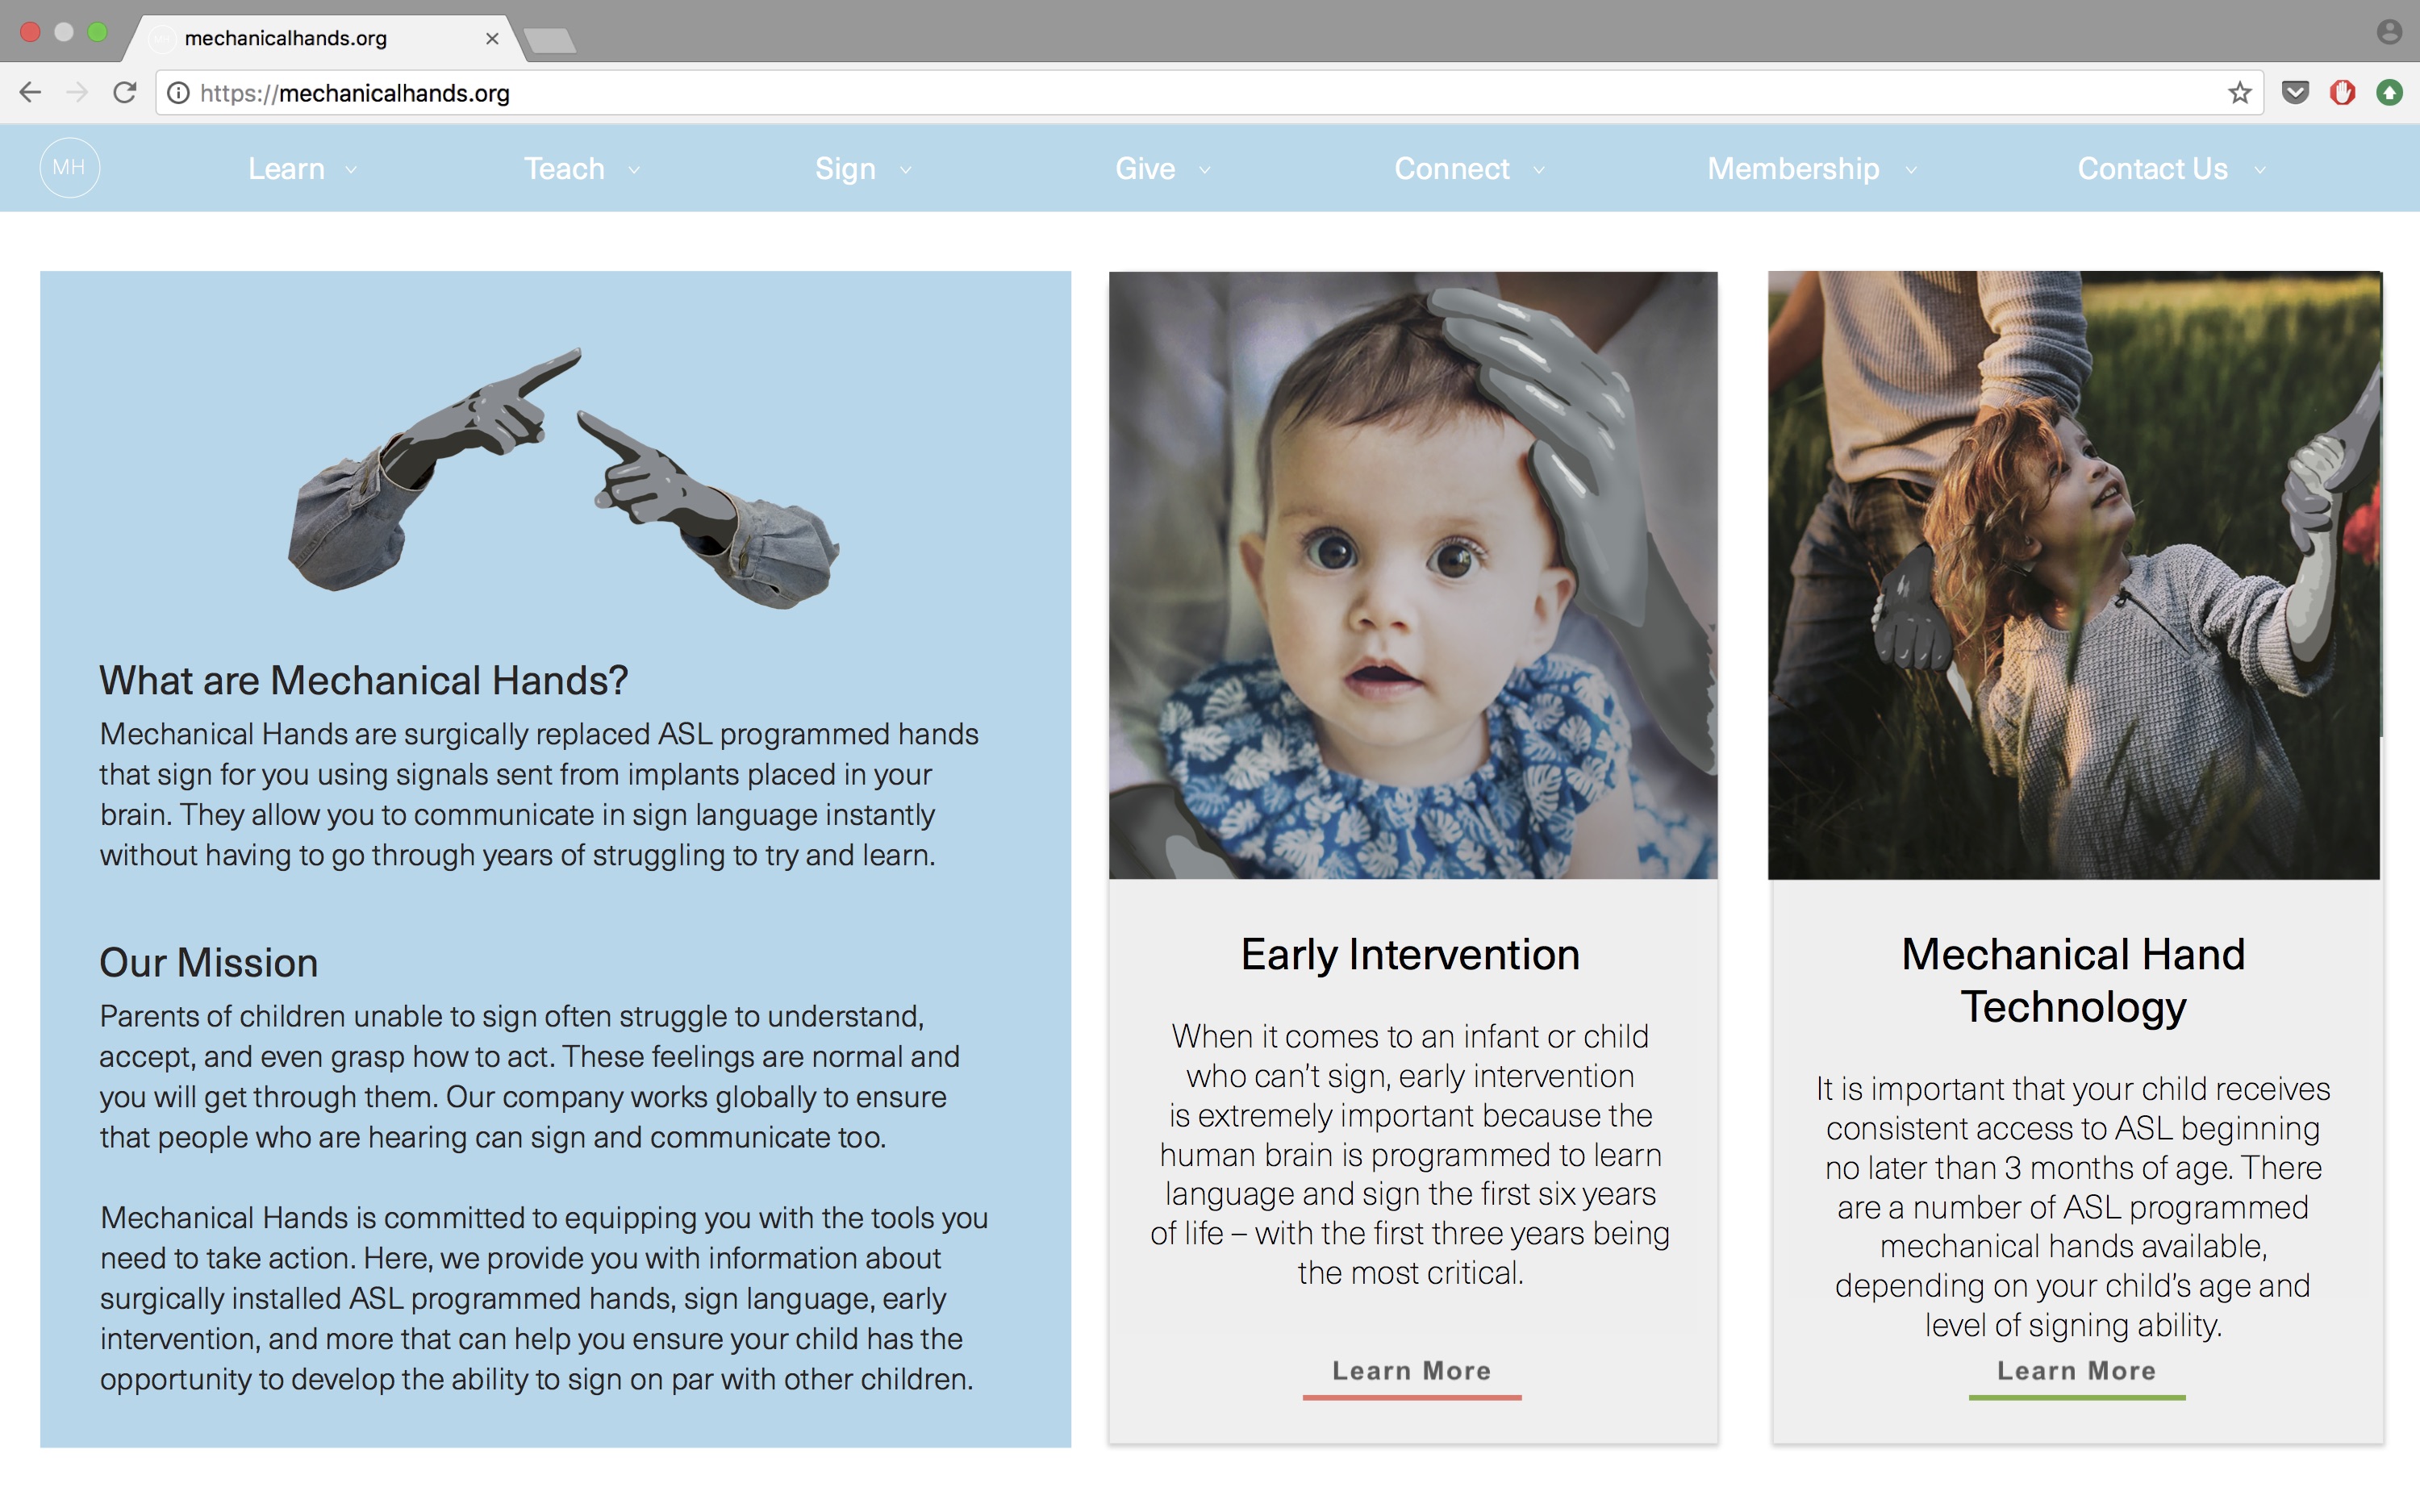 mechanicalhands.org
https://mechanicalhands.org
MH
Learn
Teach
Sign
Give
Connect
Membership
Contact Us
What are Mechanical Hands?
Mechanical Hands are surgically replaced ASL programmed hands
that sign for you using signals sent from implants placed in your
brain. They allow you to communicate in sign language instantly
without having to go through years of struggling to try and learn.
Our Mission
Parents of children unable to sign often struggle to understand,
accept, and even grasp how to act. These feelings are normal and
you will get through them. Our company works globally to ensure
that people who are hearing can sign and communicate too.
Mechanical Hands is committed to equipping you with the tools you
need to take action. Here, we provide you with information about
surgically installed ASL programmed hands, sign language, early
intervention, and more that can help you ensure your child has the
opportunity to develop the ability to sign on par with other children.
Early Intervention
When it comes to an infant or child
who can’t sign, early intervention
is extremely important because the
human brain is programmed to learn
language and sign the first six years
of life – with the first three years being
the most critical.
Learn More
Mechanical Hand
Technology
It is important that your child receives
consistent access to ASL beginning
no later than 3 months of age. There
are a number of ASL programmed
mechanical hands available,
depending on your child’s age and
level of signing ability.
Learn More